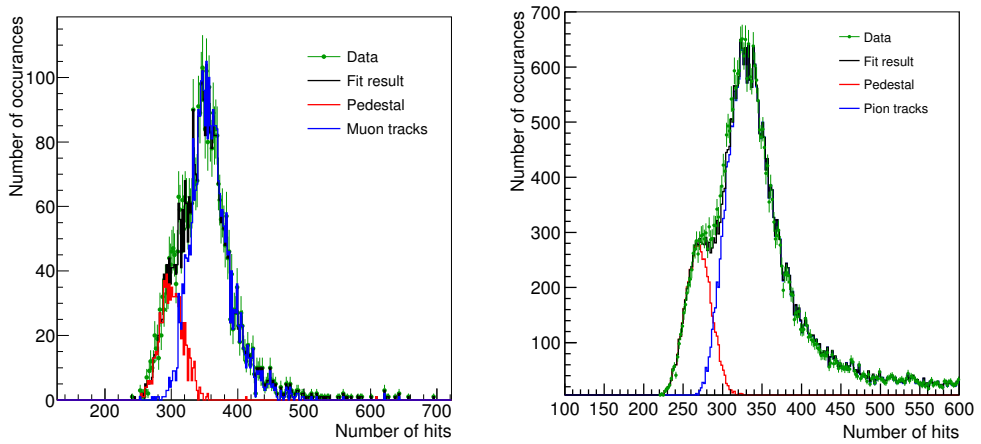 Number of occurances
100
80
60
40
20
0
Data
Fit result
Pedestal
Muon tracks
200 300 400 500 600 700
Number of hits
Number of occurances
700
600
500
400
300
200
100
Data
Fit result
Pedestal
Pion tracks
100 150 200 250 300 350 400 450 500 550 600
Number of hits